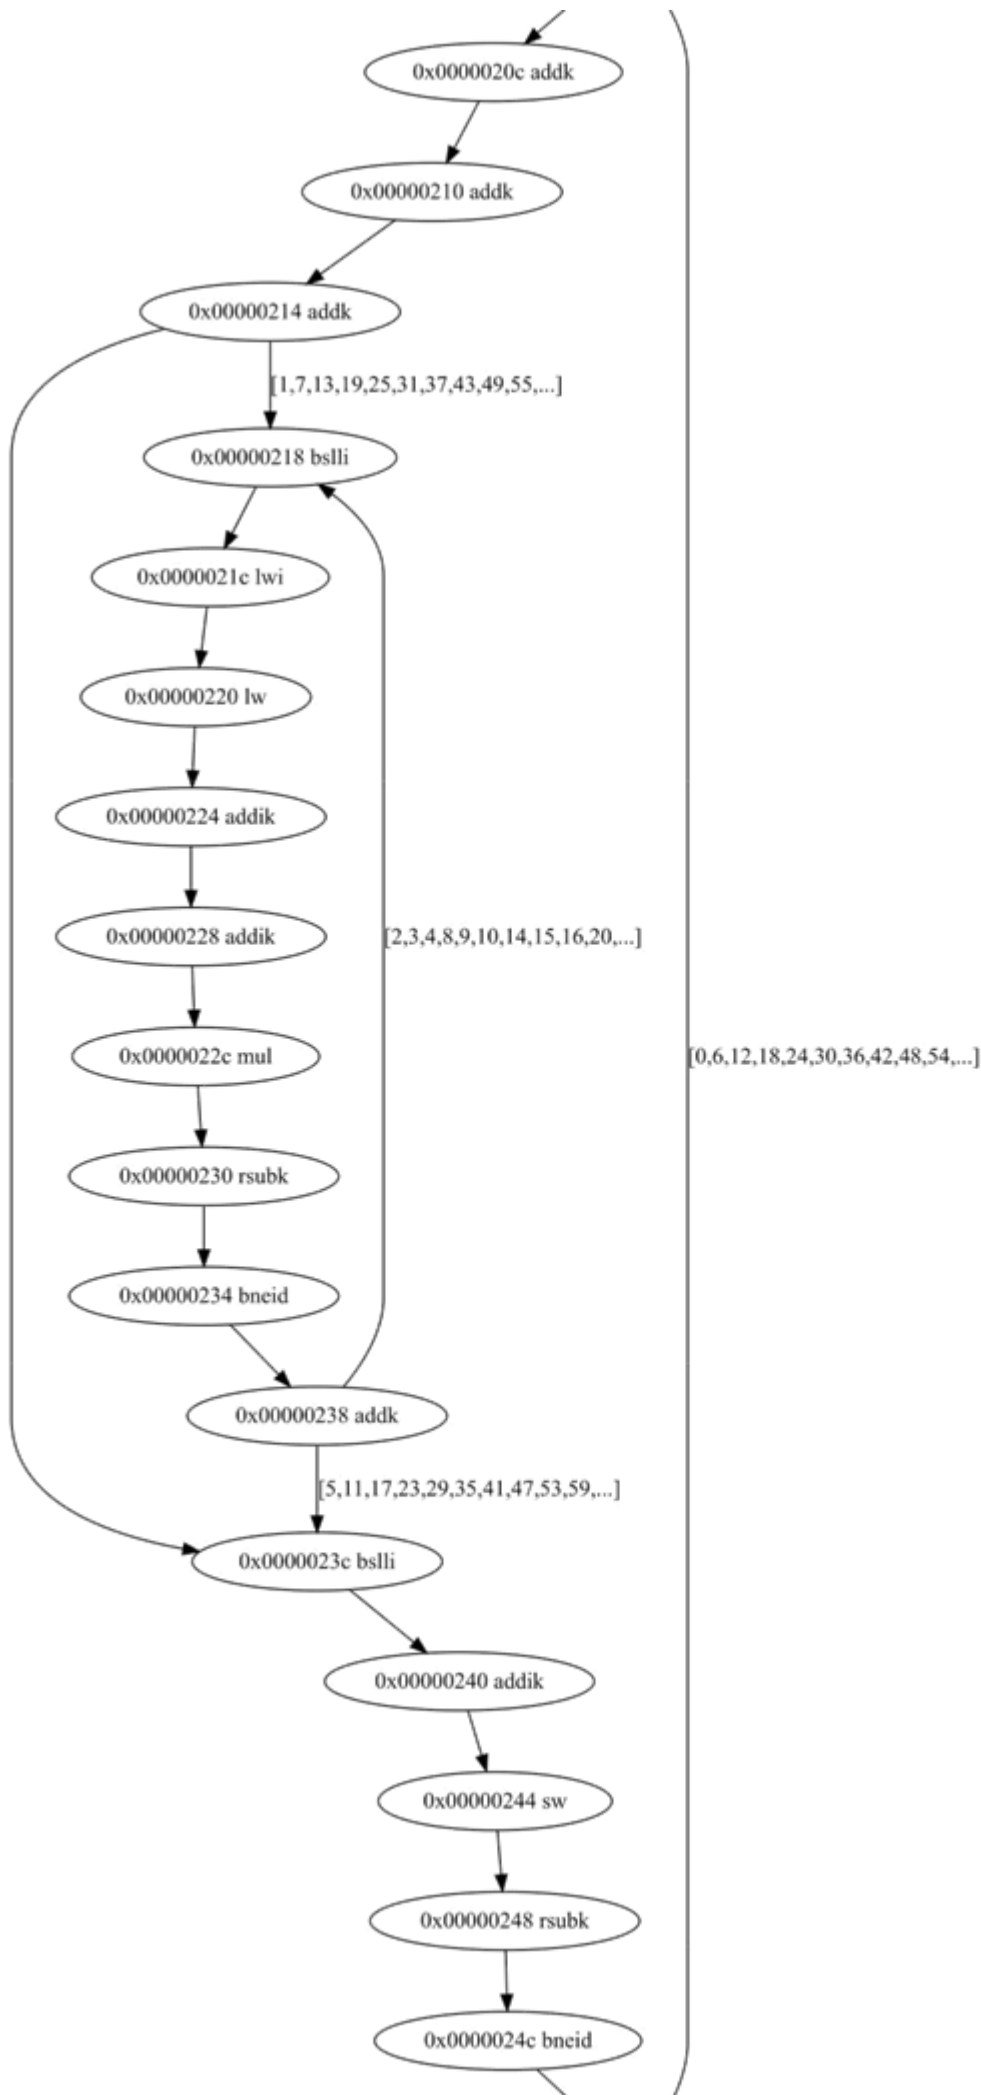 0x0000020c addk
0x00000210 addk
0x00000214 addk
[1,7,13,19,25,31,37,43,49,55,...]
0x00000218 bslli
0x0000021c lwi
0x00000220 lw
0x00000224 addik
0x00000228 addik
[2,3,4,8,9,10,14,15,16,20,...]
0x0000022c mul
[0,6,12,18,24,30,36,42,48,54,...]
0x00000230 rsubk
0x00000234 bneid
0x00000238 addk
[5,11,17,23,29,35,41,47,53,59,...]
0x0000023c bslli
0x00000240 addik
0x00000244 sw
0x00000248 rsubk
0x0000024c bneid